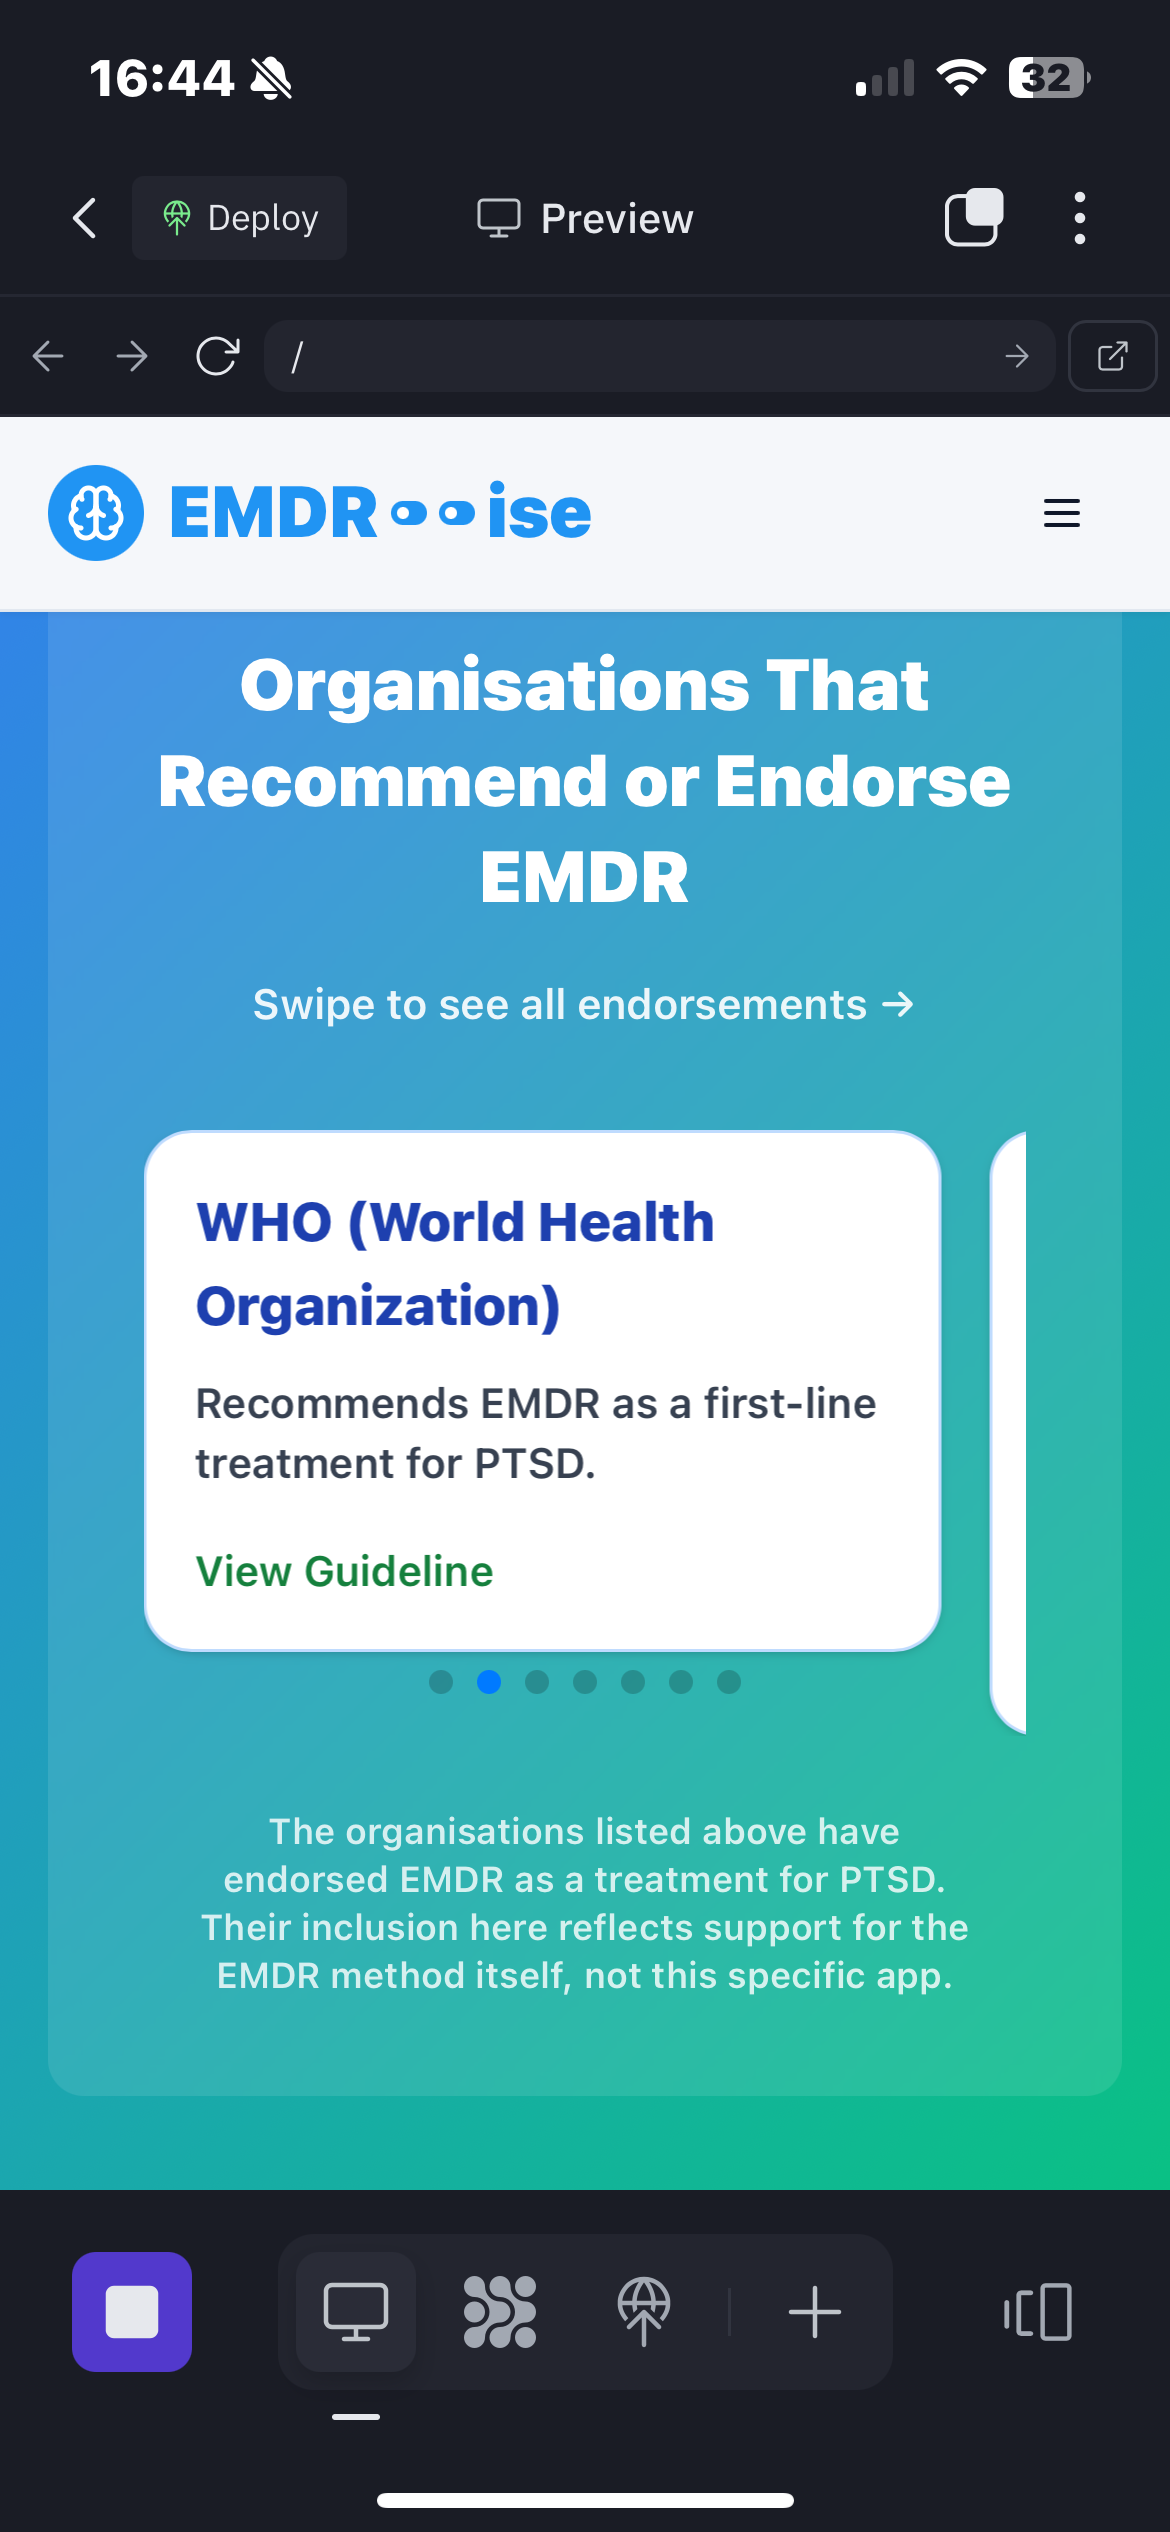 16:44
32
Deploy
Preview
/
EMDR ise
Organisations That
Recommend or Endorse
EMDR
Swipe to see all endorsements →
WHO (World Health
Organization)
Recommends EMDR as a first-line
treatment for PTSD.
View Guideline
The organisations listed above have
endorsed EMDR as a treatment for PTSD.
Their inclusion here reflects support for the
EMDR method itself, not this specific app.